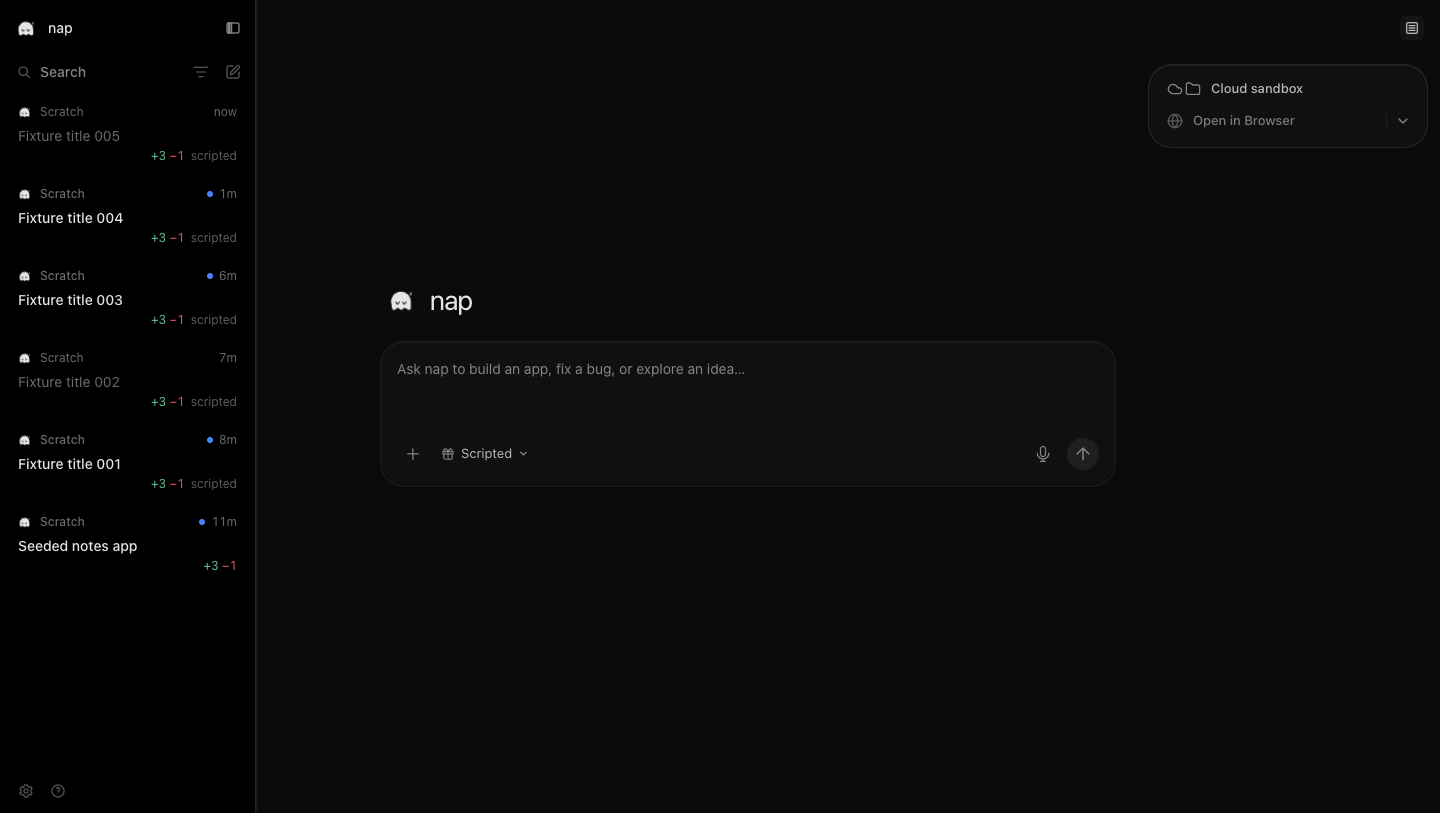 nap
Search
Scratch now
Fixture title 005
+3 −1 scripted
Scratch 1m
Fixture title 004
+3 −1 scripted
Scratch 6m
Fixture title 003
+3 −1 scripted
Scratch 7m
Fixture title 002
+3 −1 scripted
Scratch 8m
Fixture title 001
+3 −1 scripted
Scratch 11m
Seeded notes app
+3 −1
Cloud sandbox
Open in Browser
nap
Ask nap to build an app, fix a bug, or explore an idea...
Scripted